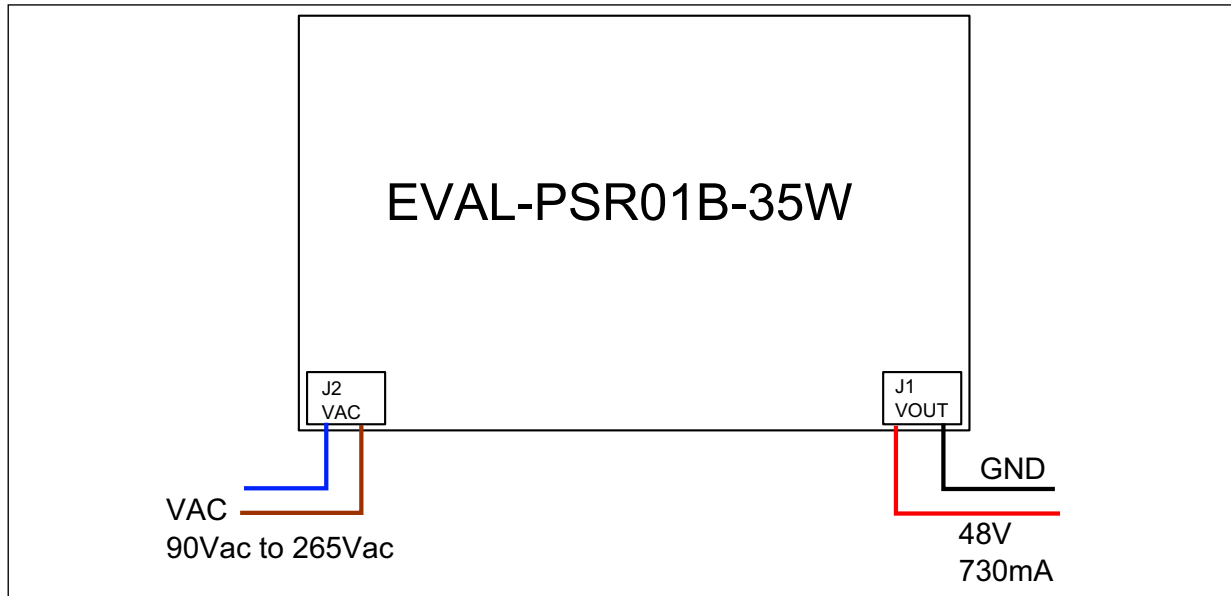 EVAL-PSR01B-35W
J2
VAC
J1
VOUT
VAC
90Vac to 265Vac
GND
48V
730mA